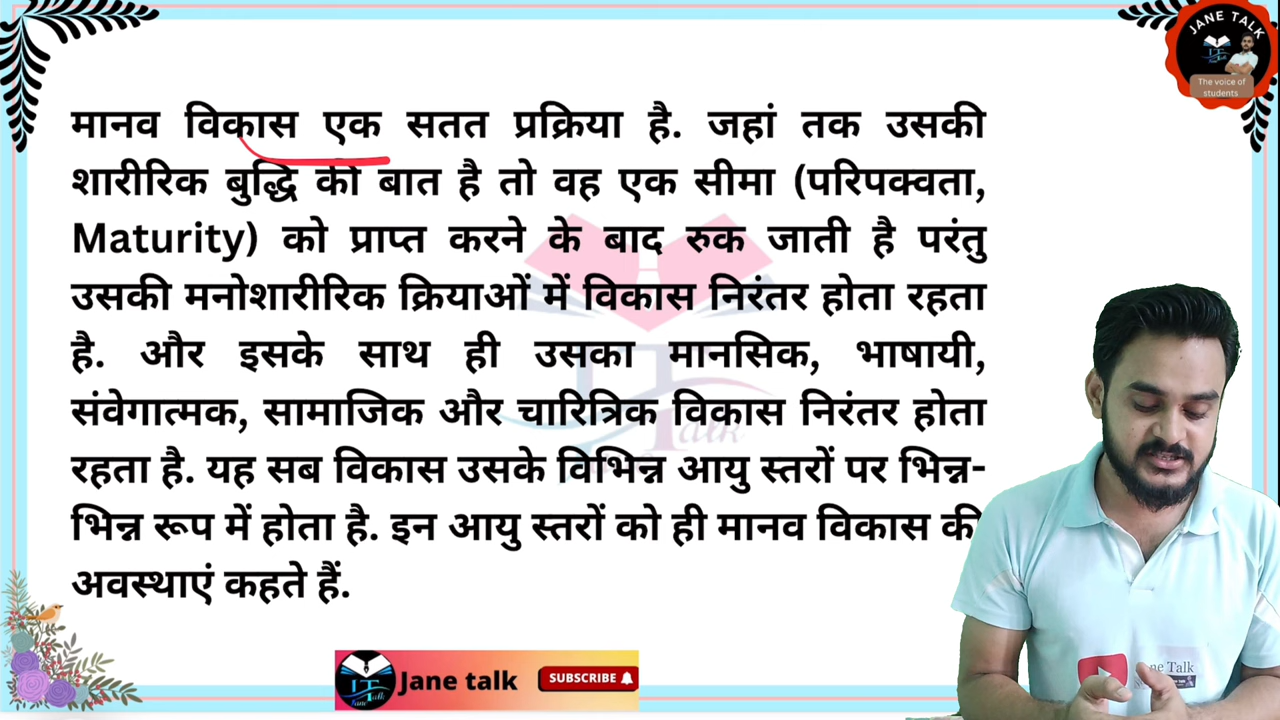 JANE TALK
The voice of
students
मानव विकास एक सतत प्रक्रिया है. जहां तक उसकी
शारीरिक बुद्धि की बात है तो वह एक सीमा (परिपक्वता,
Maturity) को प्राप्त करने के बाद रुक जाती है परंतु
उसकी मनोशारीरिक क्रियाओं में विकास निरंतर होता रहता
है. और इसके साथ ही उसका मानसिक, भाषायी,
संवेगात्मक, सामाजिक और चारित्रिक विकास निरंतर होता
रहता है. यह सब विकास उसके विभिन्न आयु स्तरों पर भिन्न-
भिन्न रूप में होता है. इन आयु स्तरों को ही मानव विकास की
अवस्थाएं कहते हैं.
Jane talk
SUBSCRIBE